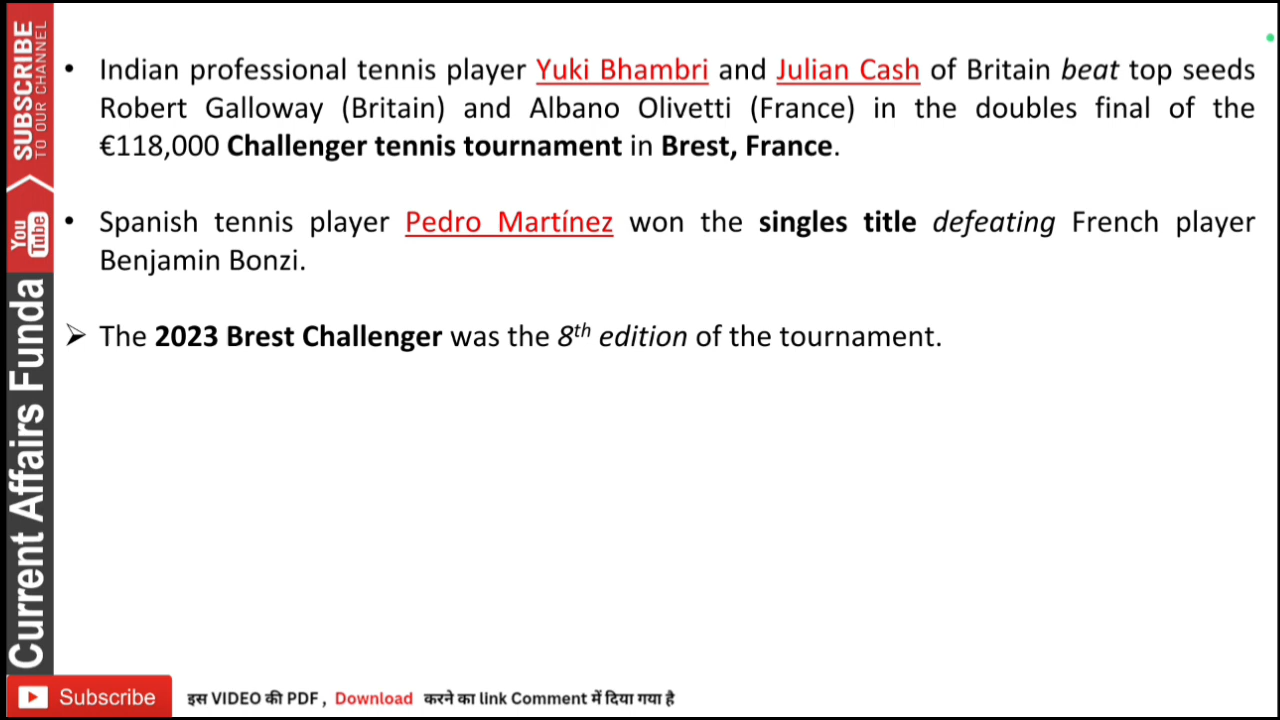 • Indian professional tennis player Yuki Bhambri and Julian Cash of Britain beat top seeds
Robert Galloway (Britain) and Albano Olivetti (France) in the doubles final of the
€118,000 Challenger tennis tournament in Brest, France.
• Spanish tennis player Pedro Martínez won the singles title defeating French player
Benjamin Bonzi.
➢ The 2023 Brest Challenger was the 8th edition of the tournament.
SUBSCRIBE
TO OUR CHANNEL
You
Tube
Current Affairs Funda
Subscribe
इस VIDEO की PDF , Download करने का link Comment में दिया गया है